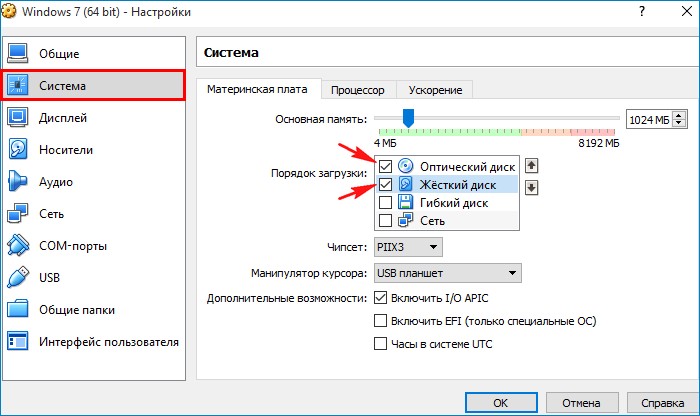 Windows 7 (64 bit) - Настройки
Общие
Система
Дисплей
Носители
Аудио
Сеть
COM-порты
USB
Общие папки
Интерфейс пользователя
Система
Материнская плата Процессор Ускорение
Основная память: 1024 МБ
4 МБ 8192 МБ
Порядок загрузки: Оптический диск
Жёсткий диск
Гибкий диск
Сеть
Чипсет: PIIX3
Манипулятор курсора: USB планшет
Дополнительные возможности: Включить I/O APIC
Включить EFI (только специальные ОС)
Часы в системе UTC
OK Отмена Справка